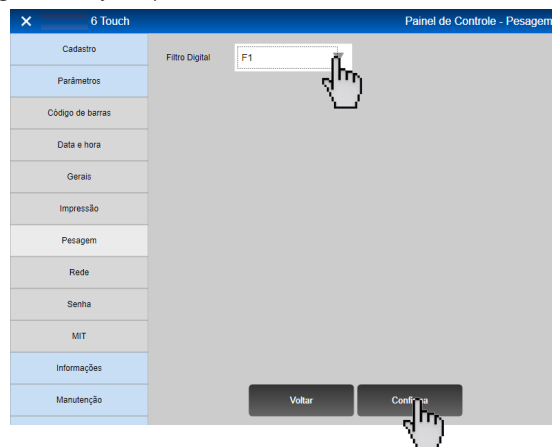 6 Touch
Painel de Controle - Pesagem
Cadastro
Parâmetros
Código de barras
Data e hora
Gerais
Impressão
Pesagem
Rede
Senha
MIT
Informações
Manutenção
Filtro Digital
F1
Voltar